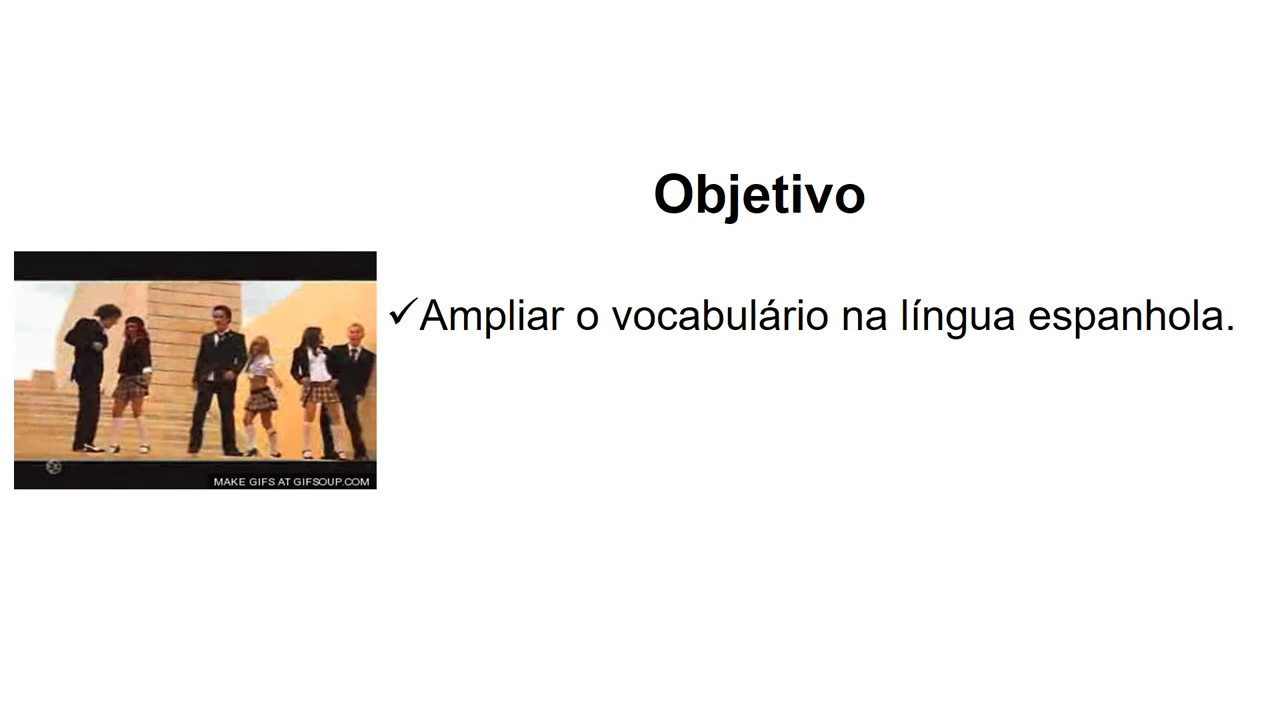 Objetivo
✓Ampliar o vocabulário na língua espanhola.
MAKE GIFS AT GIFSOUP.COM